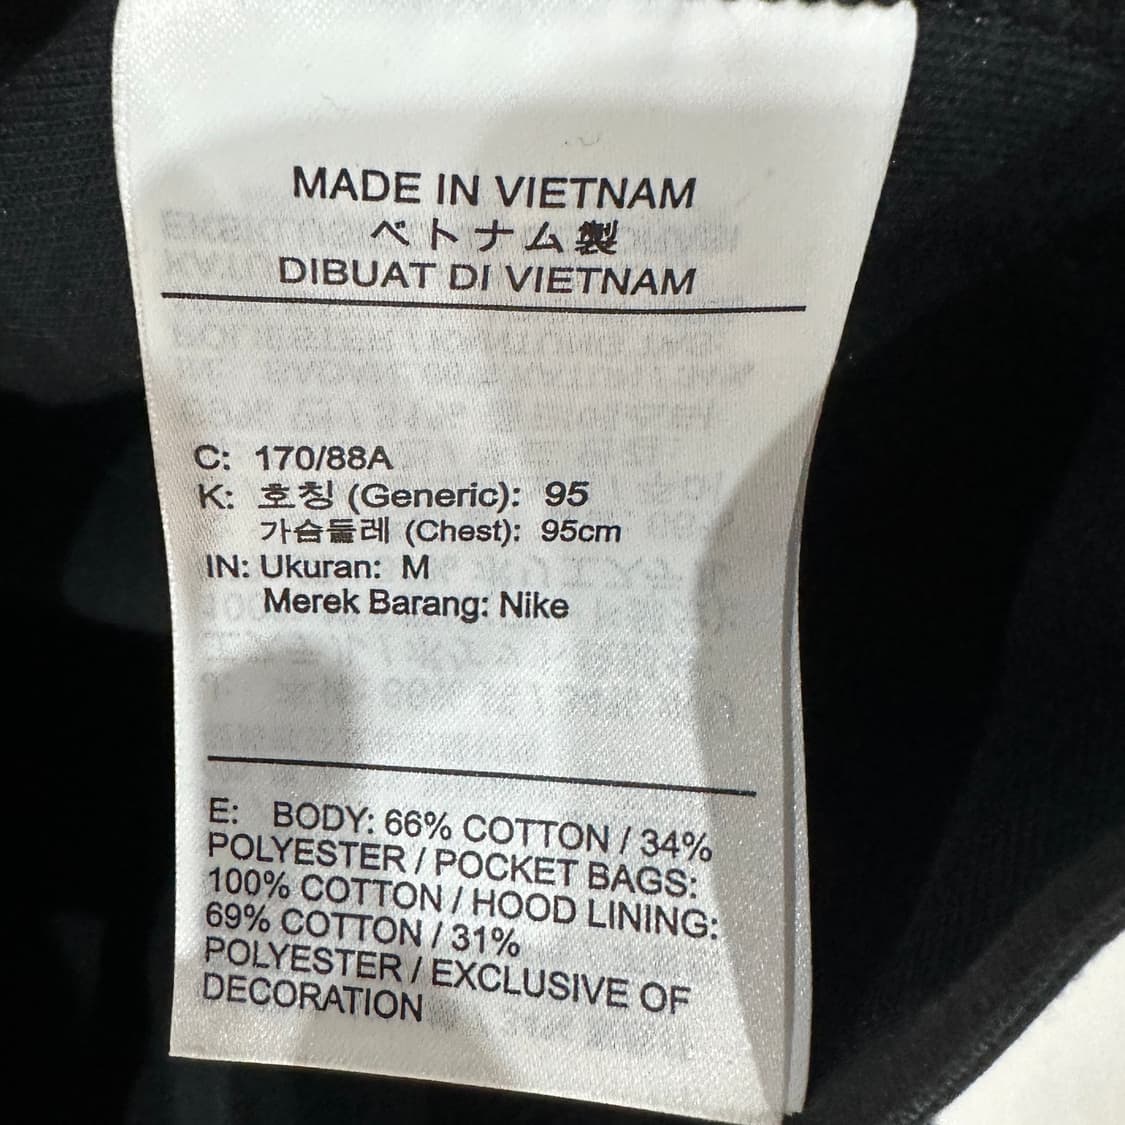 MADE IN VIETNAM
ベトナム製
DIBUAT DI VIETNAM
C: 170/88A
K: 호칭 (Generic): 95
가슴둘레 (Chest): 95cm
IN: Ukuran: M
Merek Barang: Nike
E: BODY: 66% COTTON / 34%
POLYESTER / POCKET BAGS:
100% COTTON / HOOD LINING:
69% COTTON / 31%
POLYESTER / EXCLUSIVE OF
DECORATION